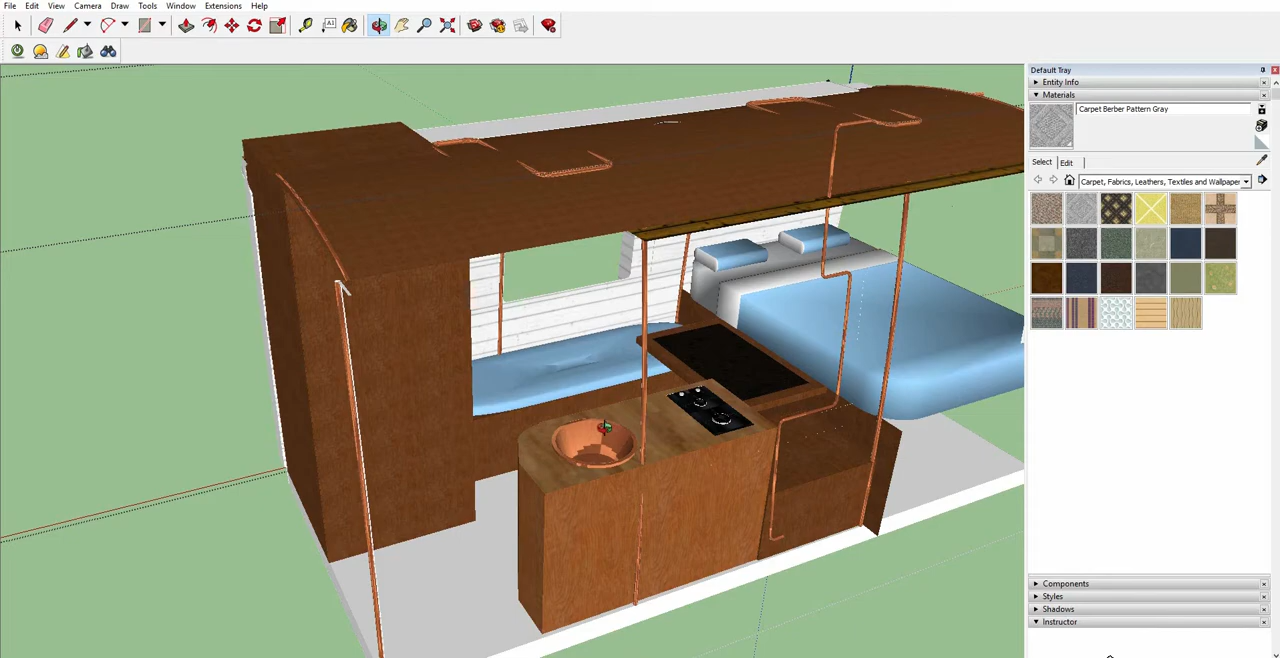 File Edit View Camera Draw Tools Window Extensions Help
Default Tray
Entity Info
Materials
Carpet Berber Pattern Gray
Select Edit
Carpet, Fabrics, Leathers, Textiles and Wallpaper
Components
Styles
Shadows
Instructor